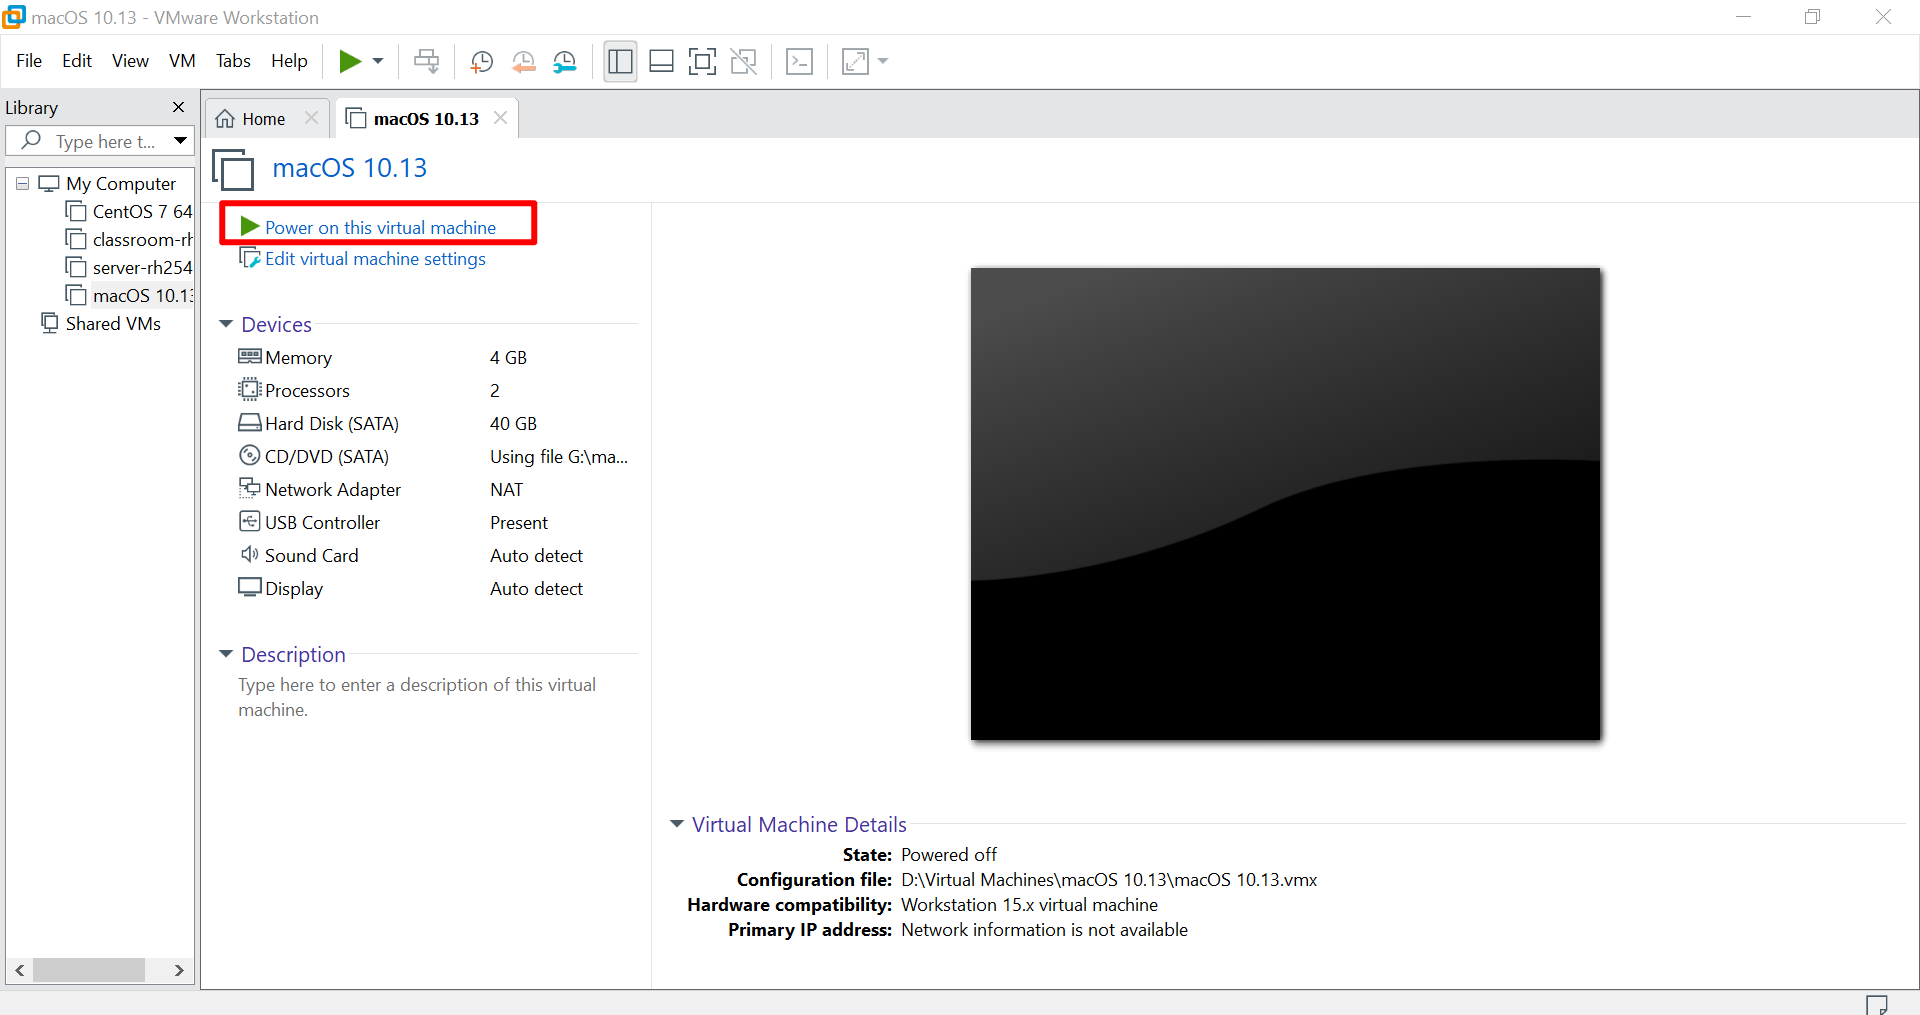 macOS 10.13 - VMware Workstation
File Edit View VM Tabs Help
Library
Type here t...
My Computer
CentOS 7 64
classroom-rh
server-rh254
macOS 10.13
Shared VMs
Home
macOS 10.13
macOS 10.13
Power on this virtual machine
Edit virtual machine settings
Devices
Memory 4 GB
Processors 2
Hard Disk (SATA) 40 GB
CD/DVD (SATA) Using file G:\ma...
Network Adapter NAT
USB Controller Present
Sound Card Auto detect
Display Auto detect
Description
Type here to enter a description of this virtual
machine.
Virtual Machine Details
State: Powered off
Configuration file: D:\Virtual Machines\macOS 10.13\macOS 10.13.vmx
Hardware compatibility: Workstation 15.x virtual machine
Primary IP address: Network information is not available